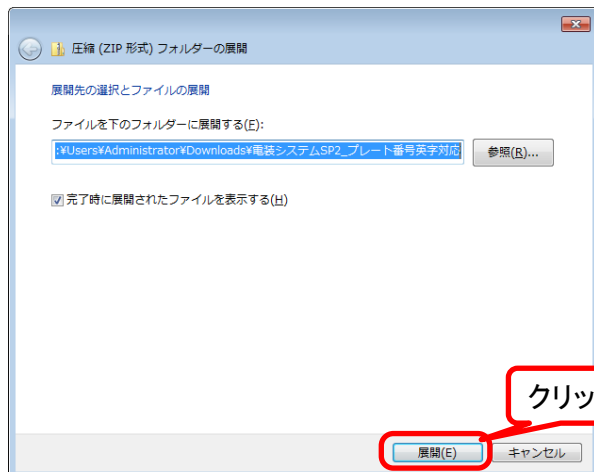 圧縮 (ZIP 形式) フォルダーの展開
展開先の選択とファイルの展開
ファイルを下のフォルダーに展開する(F):
:¥Users¥Administrator¥Downloads¥電装システムSP2_プレート番号英字対応
参照(R)...
完了時に展開されたファイルを表示する(H)
クリッ
展開(E)
キャンセル